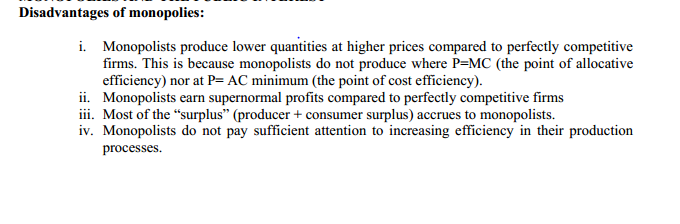 Disadvantages of monopolies:
i. Monopolists produce lower quantities at higher prices compared to perfectly competitive
firms. This is because monopolists do not produce where P=MC (the point of allocative
efficiency) nor at P= AC minimum (the point of cost efficiency).
ii. Monopolists earn supernormal profits compared to perfectly competitive firms
iii. Most of the “surplus” (producer + consumer surplus) accrues to monopolists.
iv. Monopolists do not pay sufficient attention to increasing efficiency in their production
processes.